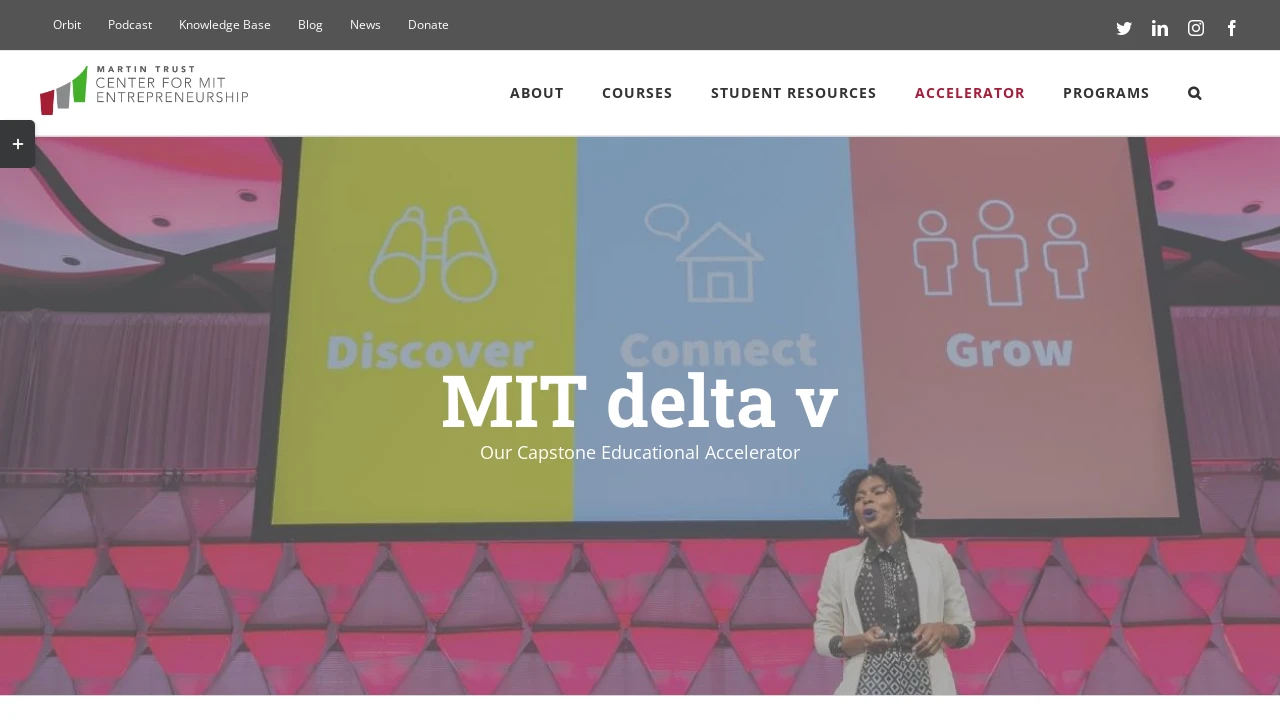 Orbit Podcast Knowledge Base Blog News Donate
MARTIN TRUST
CENTER FOR MIT
ENTREPRENEURSHIP
ABOUT COURSES STUDENT RESOURCES ACCELERATOR PROGRAMS
+
Discover Connect Grow
MIT delta v
Our Capstone Educational Accelerator